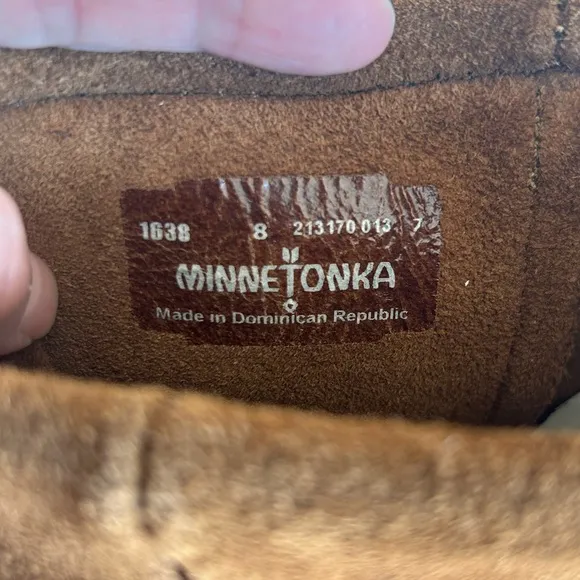 1638 8 213170 013 7
MINNETONKA
Made in Dominican Republic